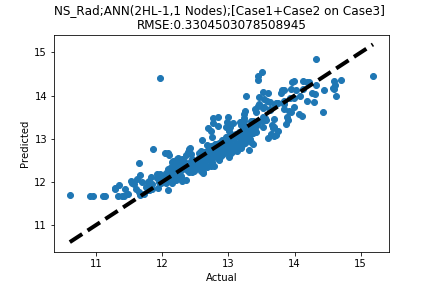 NS_Rad;ANN(2HL-1,1 Nodes);[Case1+Case2 on Case3]
RMSE:0.3304503078508945
15
14
13
12
11
Predicted
11 12 13 14 15
Actual